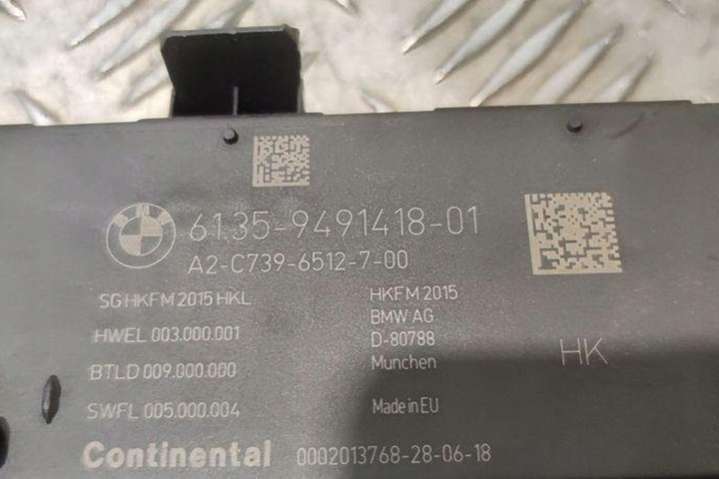 6135-9491418-01
A2-C739-6512-7-00
SG HKFM 2015 HKL
HWEL 003.000.001
BTLD 009.000.000
SWFL 005.000.004
HKFM 2015
BMW AG
D-80788
Munchen
Made in EU
HK
Continental 0002013768-28-06-18